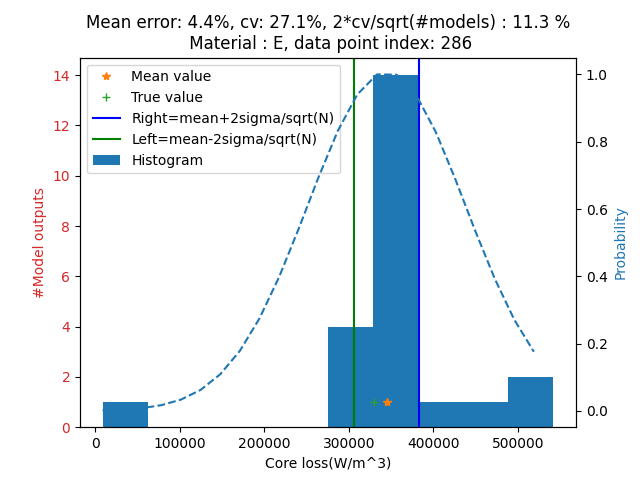 Mean error: 4.4%, cv: 27.1%, 2*cv/sqrt(#models) : 11.3 %
Material : E, data point index: 286
Mean value
True value
Right=mean+2sigma/sqrt(N)
Left=mean-2sigma/sqrt(N)
Histogram
14
12
10
8
6
4
2
0
#Model outputs
1.0
0.8
0.6
0.4
0.2
0.0
Probability
0
100000
200000
300000
400000
500000
Core loss(W/m^3)